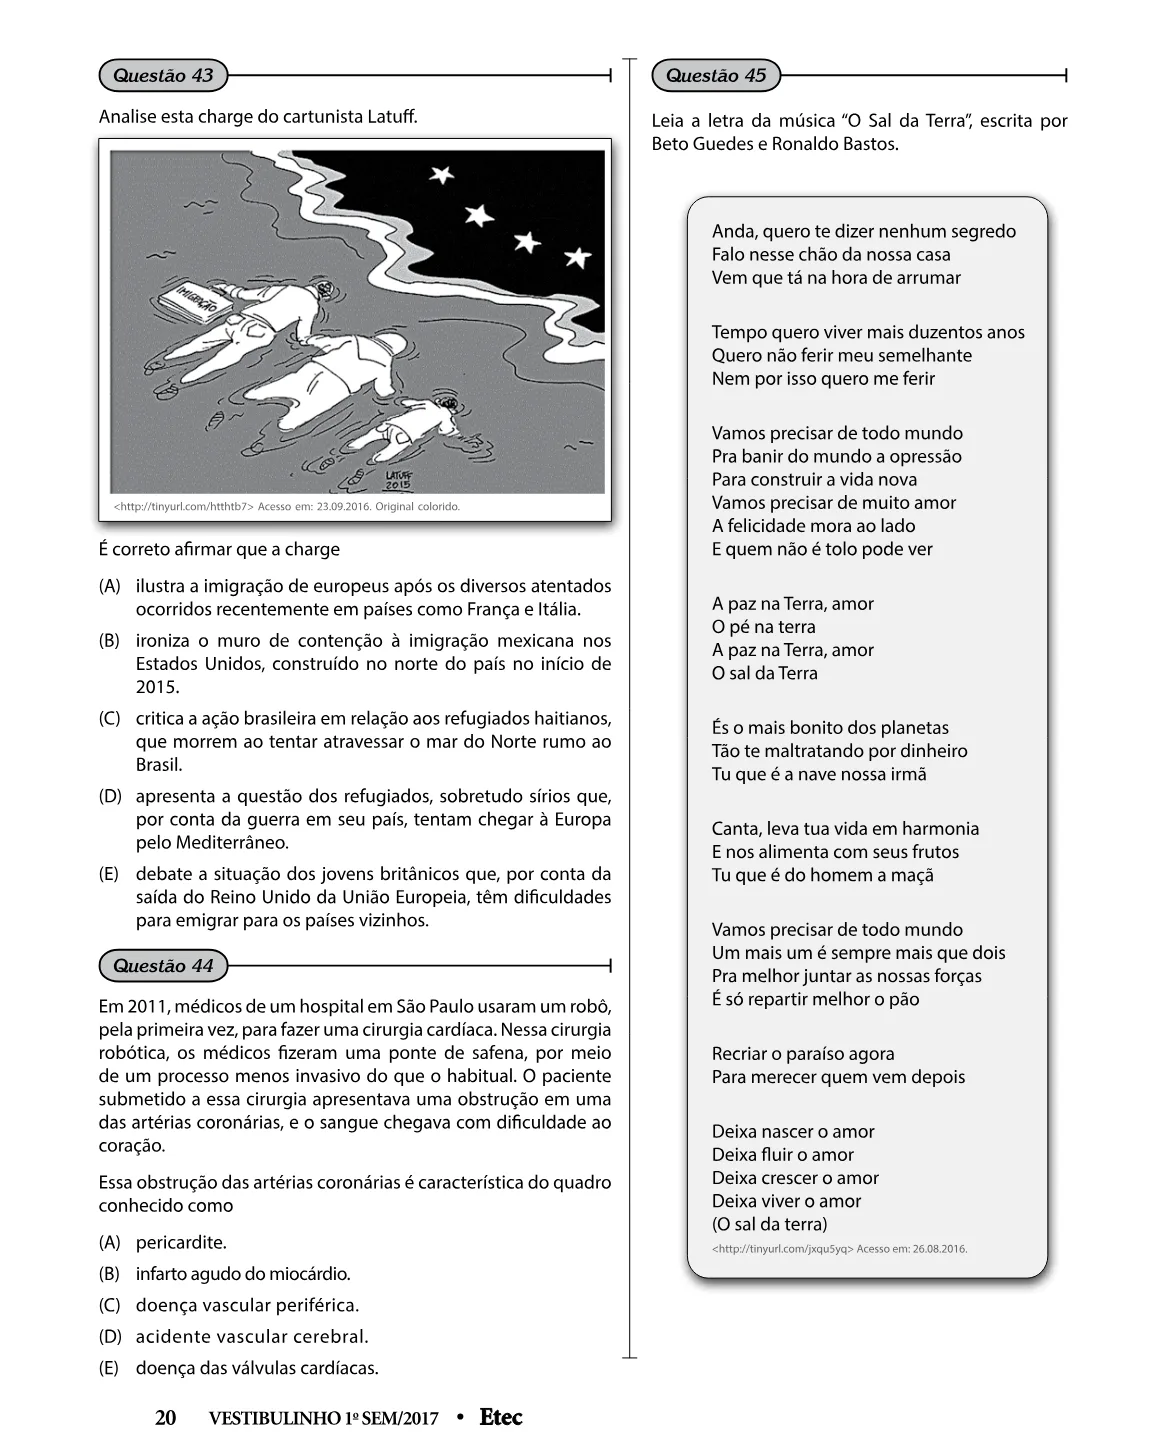 Questão 43
Analise esta charge do cartunista Latuff.
IMIGRAÇÃO
LATUFF
2015
<http://tinyurl.com/htthtb7> Acesso em: 23.09.2016. Original colorido.
É correto afirmar que a charge
(A) ilustra a imigração de europeus após os diversos atentados
ocorridos recentemente em países como França e Itália.
(B) ironiza o muro de contenção à imigração mexicana nos
Estados Unidos, construído no norte do país no início de
2015.
(C) critica a ação brasileira em relação aos refugiados haitianos,
que morrem ao tentar atravessar o mar do Norte rumo ao
Brasil.
(D) apresenta a questão dos refugiados, sobretudo sírios que,
por conta da guerra em seu país, tentam chegar à Europa
pelo Mediterrâneo.
(E) debate a situação dos jovens britânicos que, por conta da
saída do Reino Unido da União Europeia, têm dificuldades
para emigrar para os países vizinhos.
Questão 44
Em 2011, médicos de um hospital em São Paulo usaram um robô,
pela primeira vez, para fazer uma cirurgia cardíaca. Nessa cirurgia
robótica, os médicos fizeram uma ponte de safena, por meio
de um processo menos invasivo do que o habitual. O paciente
submetido a essa cirurgia apresentava uma obstrução em uma
das artérias coronárias, e o sangue chegava com dificuldade ao
coração.
Essa obstrução das artérias coronárias é característica do quadro
conhecido como
(A) pericardite.
(B) infarto agudo do miocárdio.
(C) doença vascular periférica.
(D) acidente vascular cerebral.
(E) doença das válvulas cardíacas.
Questão 45
Leia a letra da música “O Sal da Terra”, escrita por
Beto Guedes e Ronaldo Bastos.
Anda, quero te dizer nenhum segredo
Falo nesse chão da nossa casa
Vem que tá na hora de arrumar
Tempo quero viver mais duzentos anos
Quero não ferir meu semelhante
Nem por isso quero me ferir
Vamos precisar de todo mundo
Pra banir do mundo a opressão
Para construir a vida nova
Vamos precisar de muito amor
A felicidade mora ao lado
E quem não é tolo pode ver
A paz na Terra, amor
O pé na terra
A paz na Terra, amor
O sal da Terra
És o mais bonito dos planetas
Tão te maltratando por dinheiro
Tu que é a nave nossa irmã
Canta, leva tua vida em harmonia
E nos alimenta com seus frutos
Tu que é do homem a maçã
Vamos precisar de todo mundo
Um mais um é sempre mais que dois
Pra melhor juntar as nossas forças
É só repartir melhor o pão
Recriar o paraíso agora
Para merecer quem vem depois
Deixa nascer o amor
Deixa fluir o amor
Deixa crescer o amor
Deixa viver o amor
(O sal da terra)
<http://tinyurl.com/jxqu5yq> Acesso em: 26.08.2016.
20 VESTIBULINHO 1º SEM/2017 • Etec